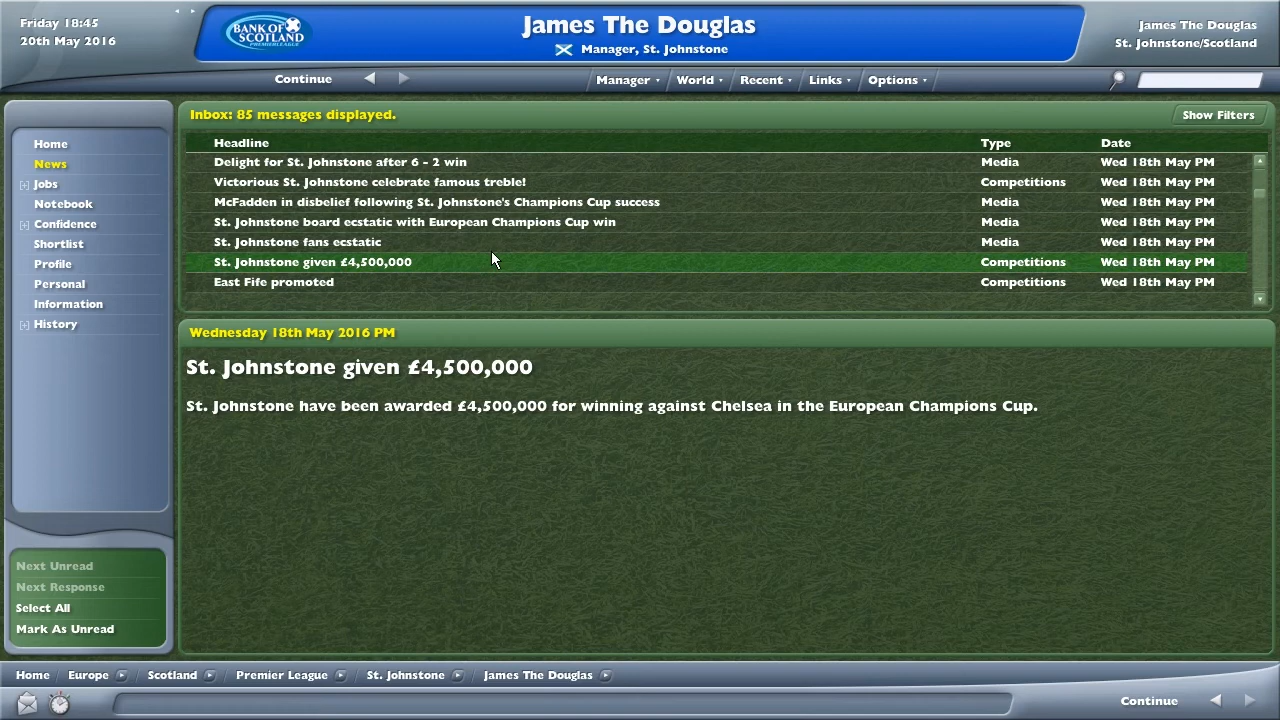 Friday 18:45
20th May 2016
BANK OF SCOTLAND
PREMIERLEAGUE
James The Douglas
Manager, St. Johnstone
James The Douglas
St. Johnstone/Scotland
Continue
Manager
World
Recent
Links
Options
Home
News
Jobs
Notebook
Confidence
Shortlist
Profile
Personal
Information
History
Next Unread
Next Response
Select All
Mark As Unread
Inbox: 85 messages displayed.
Show Filters
Headline Type Date
Delight for St. Johnstone after 6 - 2 win Media Wed 18th May PM
Victorious St. Johnstone celebrate famous treble! Competitions Wed 18th May PM
McFadden in disbelief following St. Johnstone's Champions Cup success Media Wed 18th May PM
St. Johnstone board ecstatic with European Champions Cup win Media Wed 18th May PM
St. Johnstone fans ecstatic Media Wed 18th May PM
St. Johnstone given £4,500,000 Competitions Wed 18th May PM
East Fife promoted Competitions Wed 18th May PM
Wednesday 18th May 2016 PM
St. Johnstone given £4,500,000
St. Johnstone have been awarded £4,500,000 for winning against Chelsea in the European Champions Cup.
Home Europe Scotland Premier League St. Johnstone James The Douglas
Continue